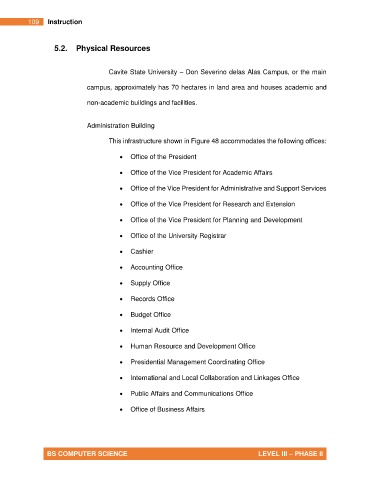 109 Instruction
5.2. Physical Resources
Cavite State University – Don Severino delas Alas Campus, or the main
campus, approximately has 70 hectares in land area and houses academic and
non-academic buildings and facilities.
Administration Building
This infrastructure shown in Figure 48 accommodates the following offices:
• Office of the President
• Office of the Vice President for Academic Affairs
• Office of the Vice President for Administrative and Support Services
• Office of the Vice President for Research and Extension
• Office of the Vice President for Planning and Development
• Office of the University Registrar
• Cashier
• Accounting Office
• Supply Office
• Records Office
• Budget Office
• Internal Audit Office
• Human Resource and Development Office
• Presidential Management Coordinating Office
• International and Local Collaboration and Linkages Office
• Public Affairs and Communications Office
• Office of Business Affairs
BS COMPUTER SCIENCE LEVEL III – PHASE II